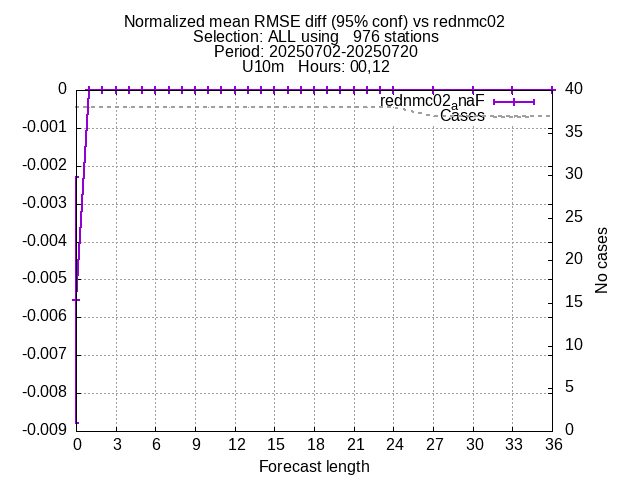 Normalized mean RMSE diff (95% conf) vs rednmc02
Selection: ALL using   976 stations
Period: 20250702-20250720
U10m   Hours: 00,12
rednmc02anaF
Cases
0
-0.001
-0.002
-0.003
-0.004
-0.005
-0.006
-0.007
-0.008
-0.009
40
35
30
25
20
15
10
5
0
No cases
0 3 6 9 12 15 18 21 24 27 30 33 36
Forecast length